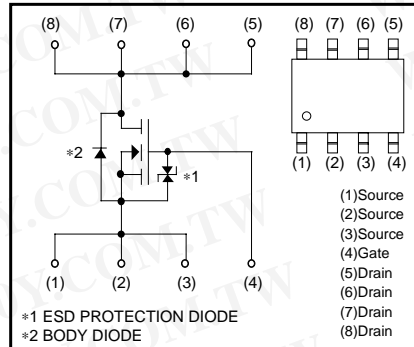 (8) (7) (6) (5)
(8) (7) (6) (5)
*2
*1
(1) (2) (3) (4)
(1) (2) (3) (4)
(1)Source
(2)Source
(3)Source
(4)Gate
(5)Drain
(6)Drain
(7)Drain
(8)Drain
*1 ESD PROTECTION DIODE
*2 BODY DIODE